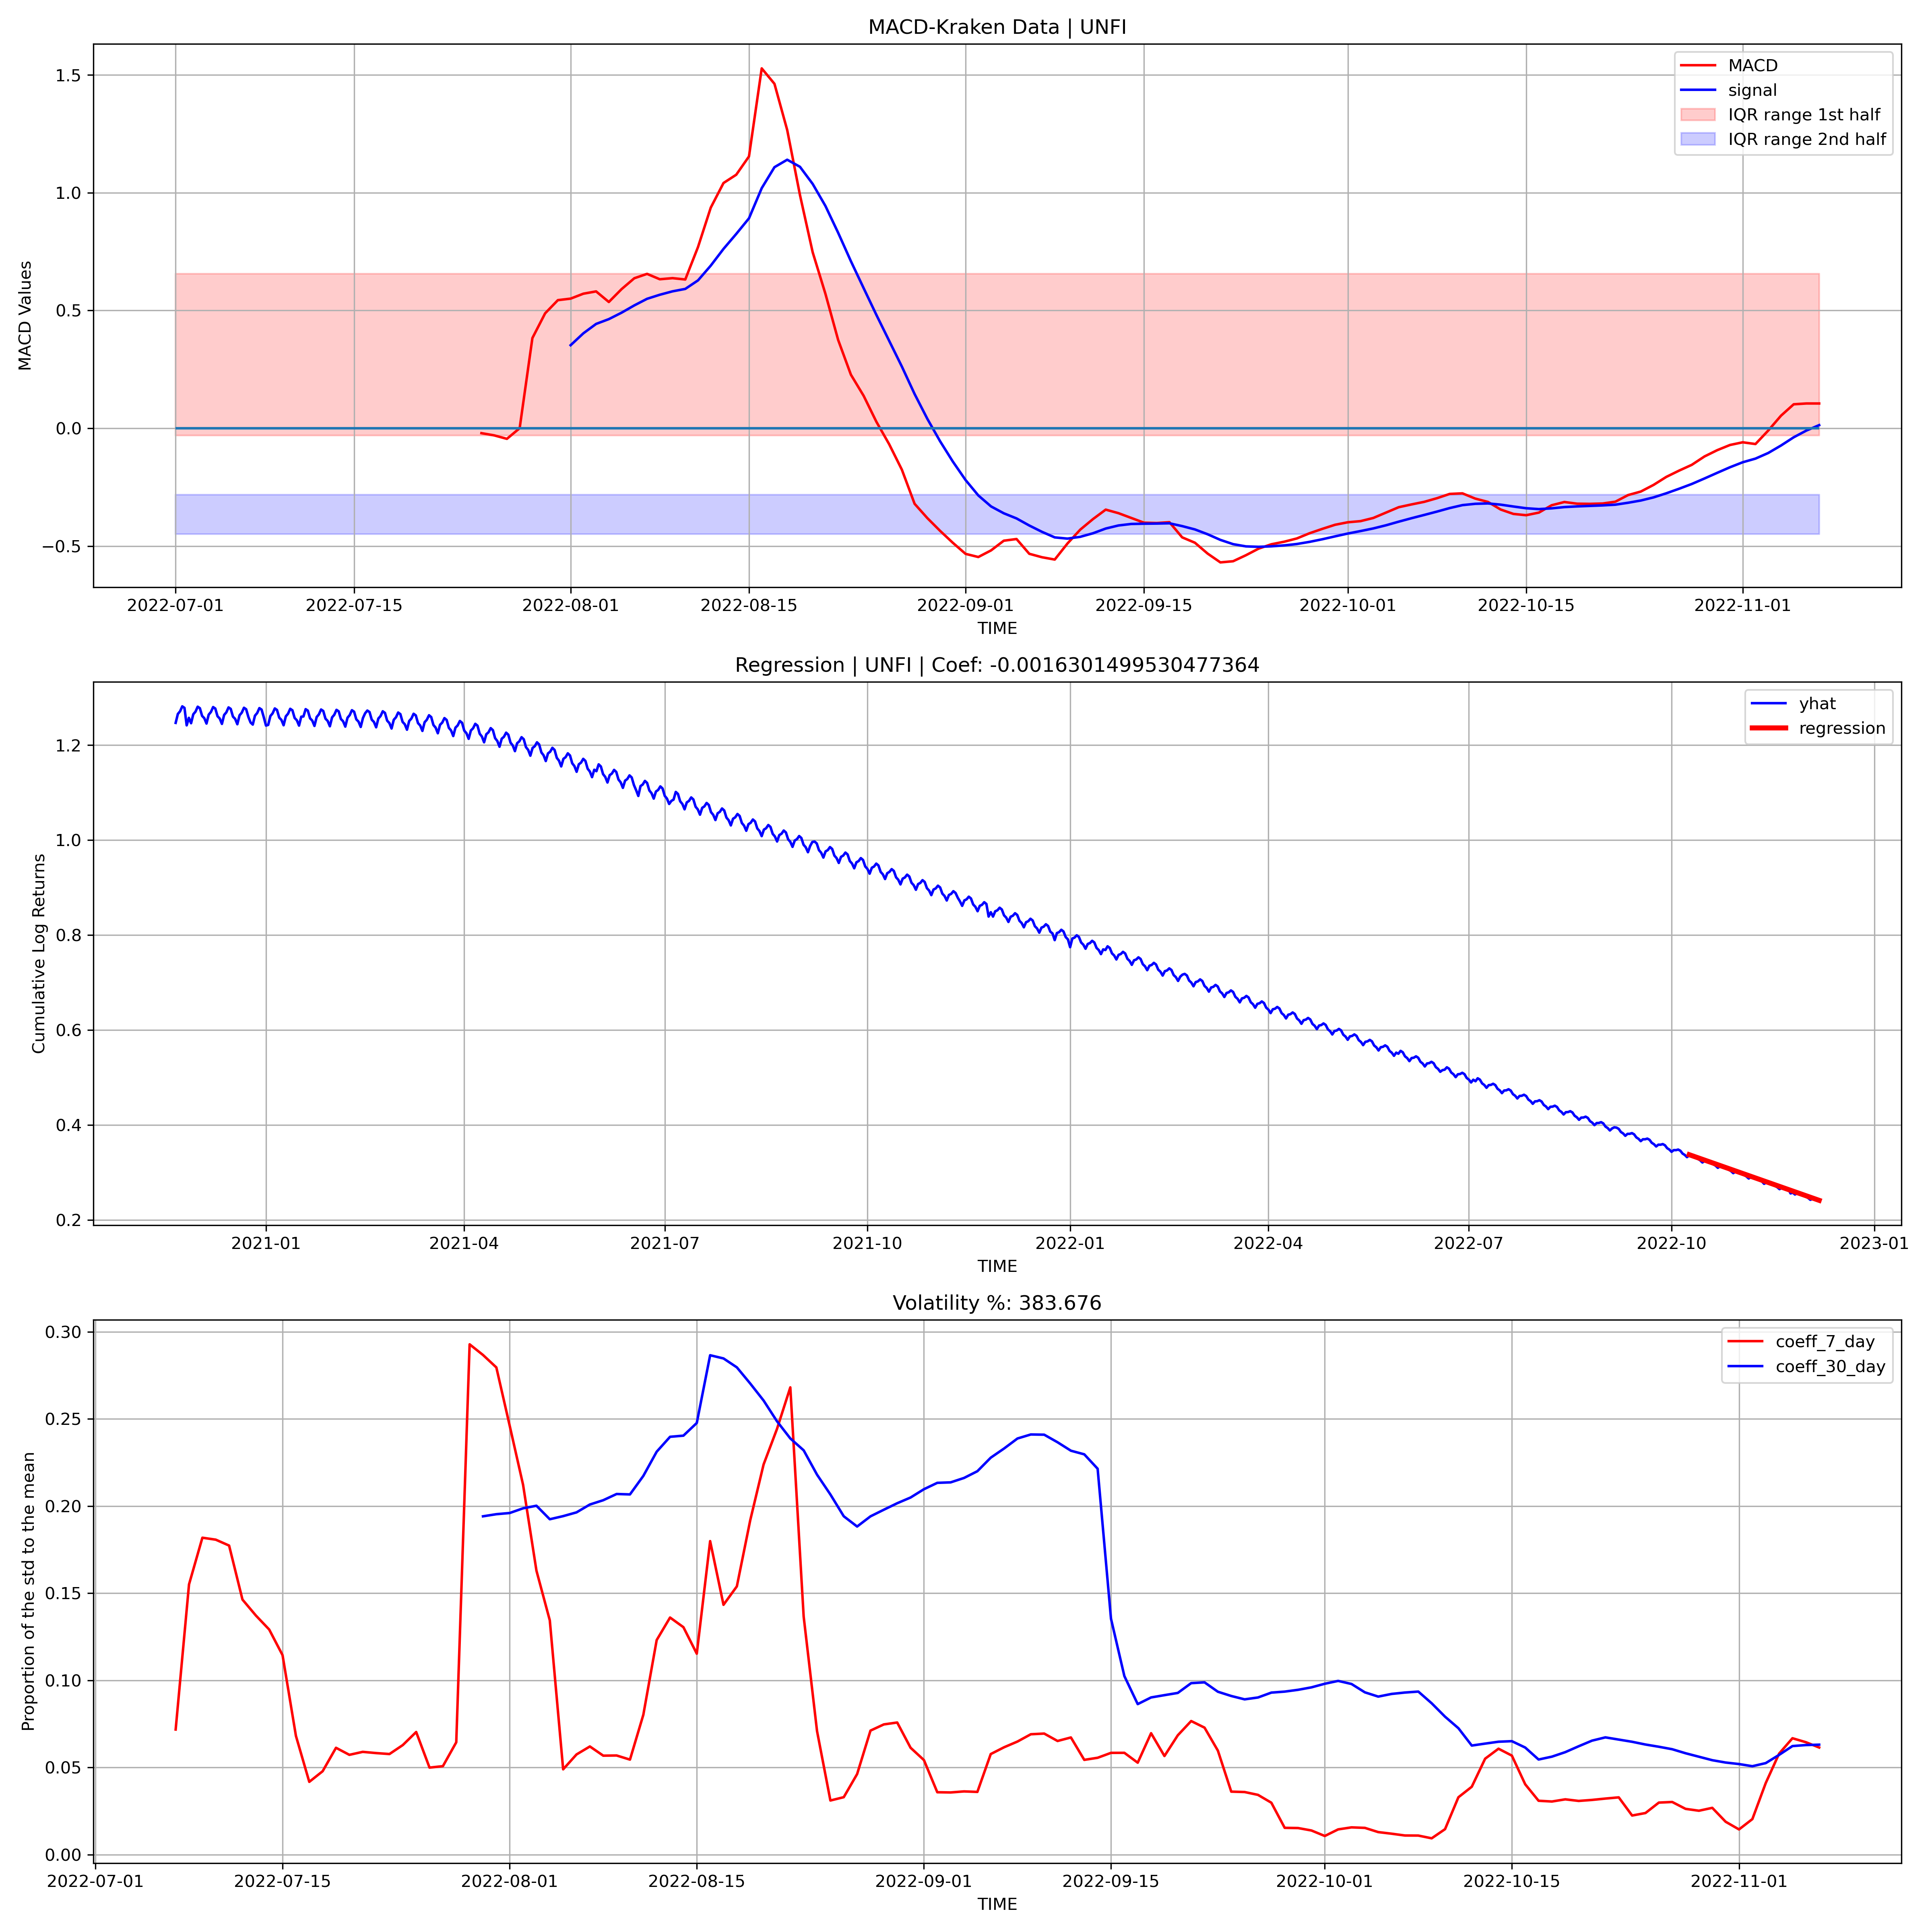 MACD-Kraken Data | UNFI
MACD
signal
IQR range 1st half
IQR range 2nd half
MACD Values
1.5
1.0
0.5
0.0
−0.5
2022-07-01 2022-07-15 2022-08-01 2022-08-15 2022-09-01 2022-09-15 2022-10-01 2022-10-15 2022-11-01
TIME
Regression | UNFI | Coef: -0.0016301499530477364
yhat
regression
Cumulative Log Returns
1.2
1.0
0.8
0.6
0.4
0.2
2021-01 2021-04 2021-07 2021-10 2022-01 2022-04 2022-07 2022-10 2023-01
TIME
Volatility %: 383.676
coeff_7_day
coeff_30_day
Proportion of the std to the mean
0.30
0.25
0.20
0.15
0.10
0.05
0.00
2022-07-01 2022-07-15 2022-08-01 2022-08-15 2022-09-01 2022-09-15 2022-10-01 2022-10-15 2022-11-01
TIME